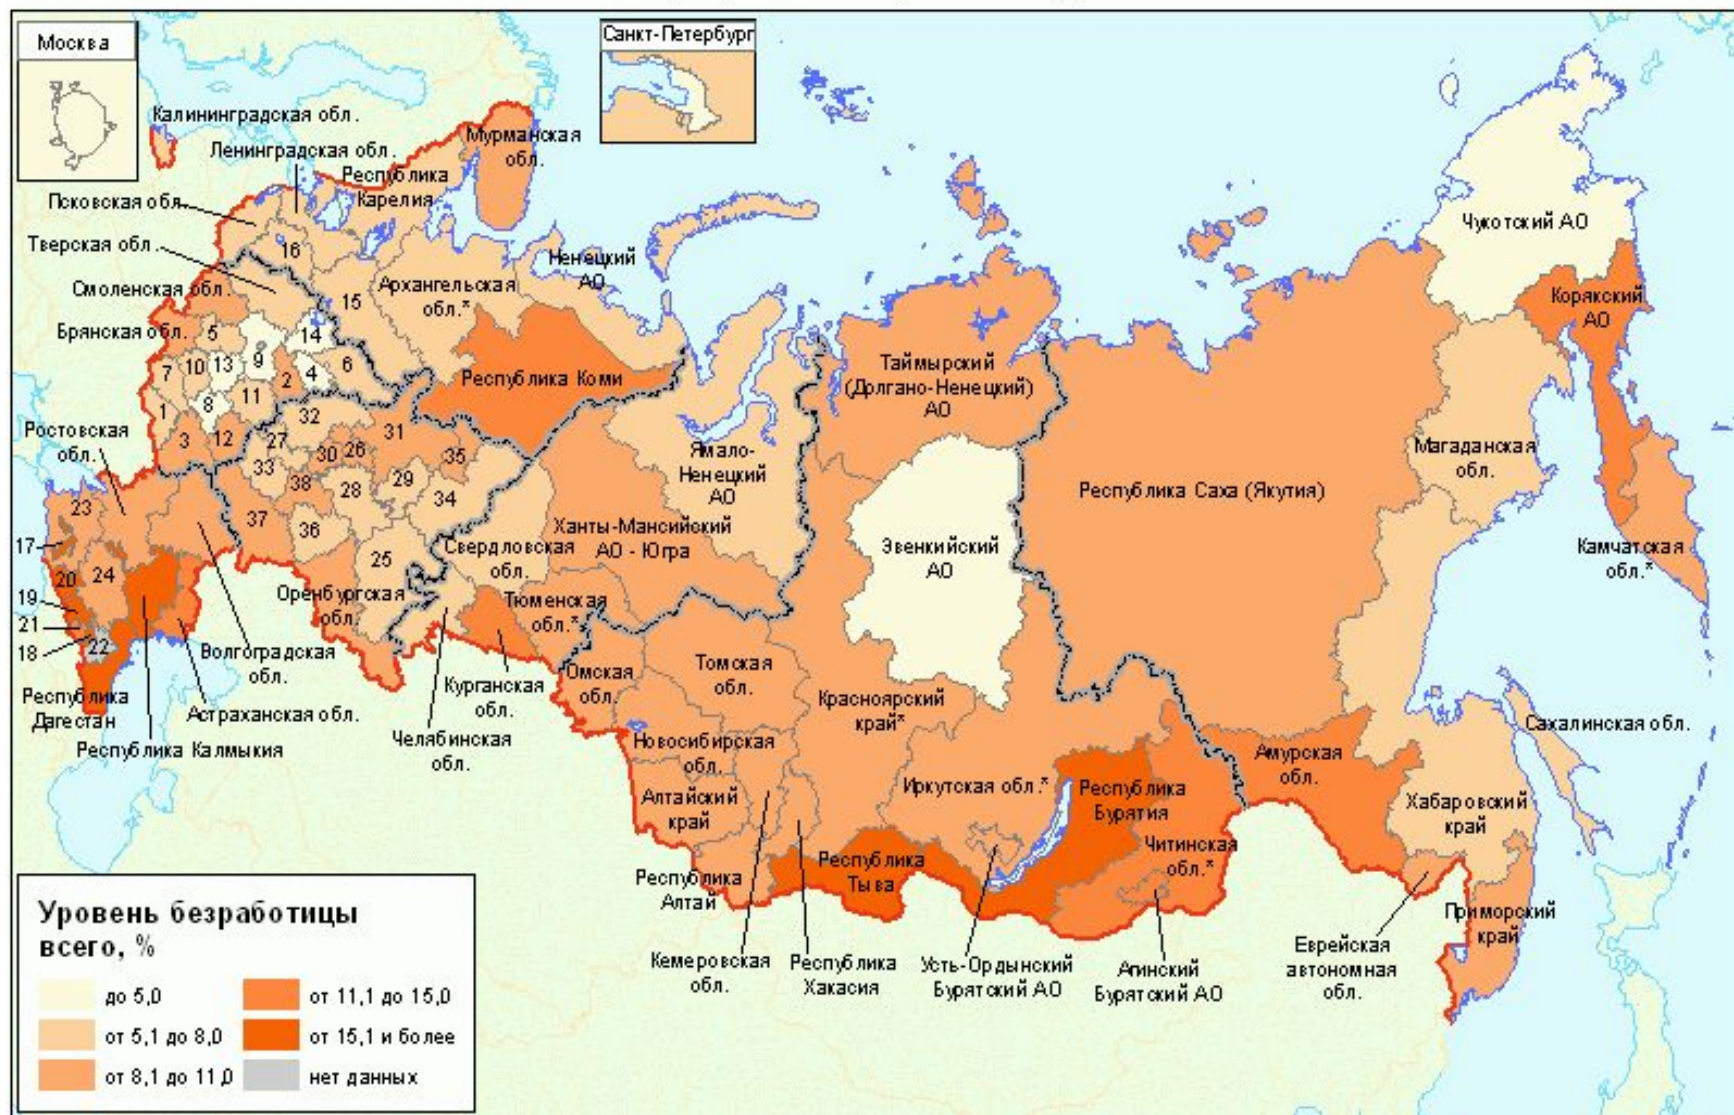 Москва
Санкт-Петербург
Калининградская обл.
Ленинградская обл.
Мурманская
обл.
Республика
Карелия
Псковская обл.
Тверская обл.
16
Смоленская обл.
15
Архангельская
обл.*
Ненецкий
АО
Чукотский АО
Корякский
АО
Брянская обл.
5
14
7
10
13
9
2
4
6
Республика Коми
Таймырский
(Долгано-Ненецкий)
АО
1
8
11
32
3
12
27
30
26
31
35
Ростовская
обл.
33
38
29
28
34
Ямало-
Ненецкий
АО
Магаданская
обл.
Республика Саха (Якутия)
23
37
36
Ханты-Мансийский
АО - Югра
Эвенкийский
АО
Камчатская
обл.*
17
20
24
25
Свердловская
обл.
19
21
18
22
Оренбургская
обл.
Тюменская
обл.*
Волгоградская
обл.
Омская
обл.
Томская
обл.
Красноярский
край*
Республика
Дагестан
Астраханская обл.
Курганская
обл.
Республика Калмыкия
Челябинская
обл.
Новосибирская
обл.
Сахалинская обл.
Амурская
обл.
Алтайский
край
Иркутская обл.*
Республика
Бурятия
Хабаровский
край
Читинская
обл.*
Республика
Тыва
Республика
Алтай
Приморский
край
Кемеровская
обл.
Республика
Хакасия
Усть-Ордынский
Бурятский АО
Агинский
Бурятский АО
Еврейская
автономная
обл.
Уровень безработицы
всего, %
до 5,0
от 5,1 до 8,0
от 8,1 до 11,0
от 11,1 до 15,0
от 15,1 и более
нет данных